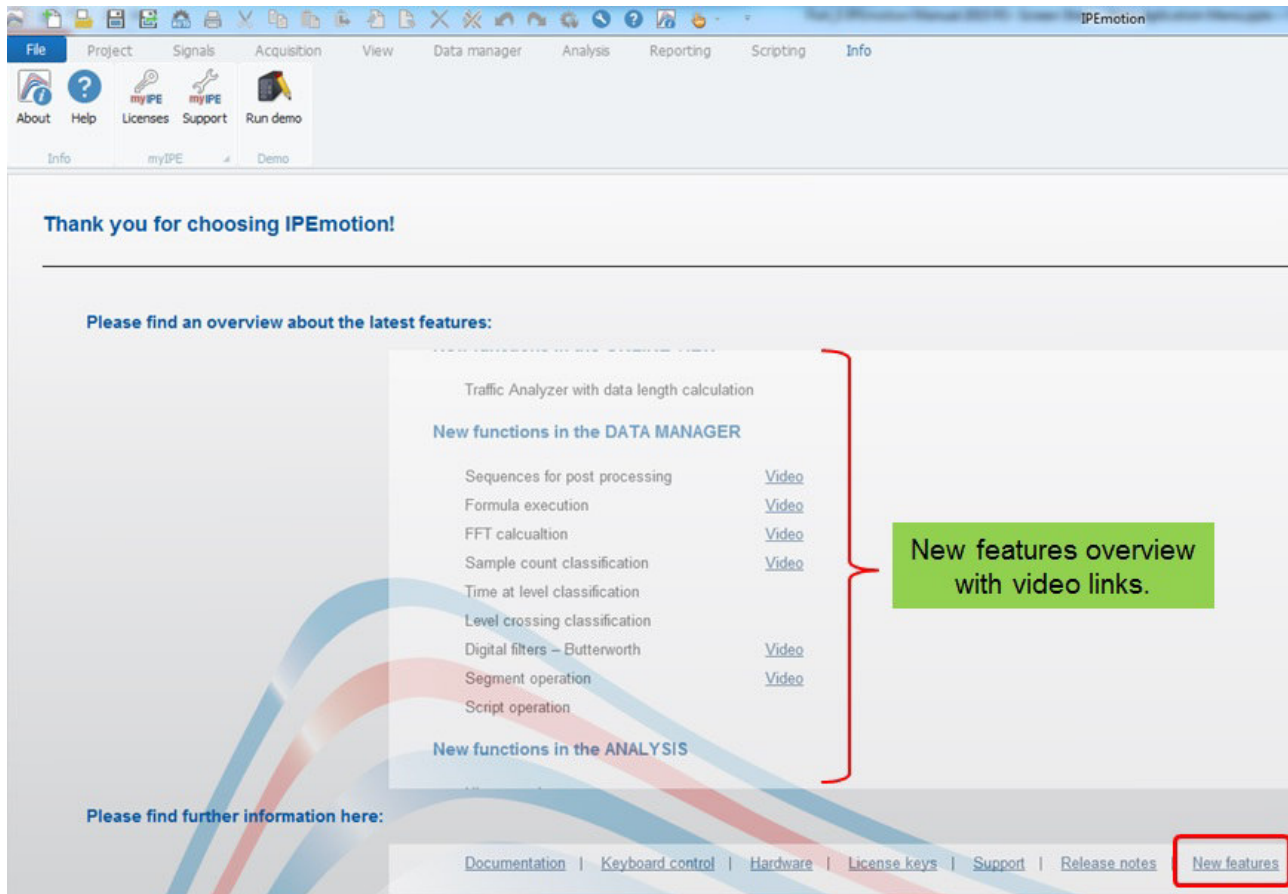 IPEmotion
File Project Signals Acquisition View Data manager Analysis Reporting Scripting Info
myIPE myIPE
About Help Licenses Support Run demo
Info myIPE Demo
Thank you for choosing IPEmotion!
Please find an overview about the latest features:
Traffic Analyzer with data length calculation
New functions in the DATA MANAGER
Sequences for post processing Video
Formula execution Video
FFT calcualtion Video
Sample count classification Video
Time at level classification
Level crossing classification
Digital filters – Butterworth Video
Segment operation Video
Script operation
New functions in the ANALYSIS
New features overview
with video links.
Please find further information here:
Documentation | Keyboard control | Hardware | License keys | Support | Release notes | New features